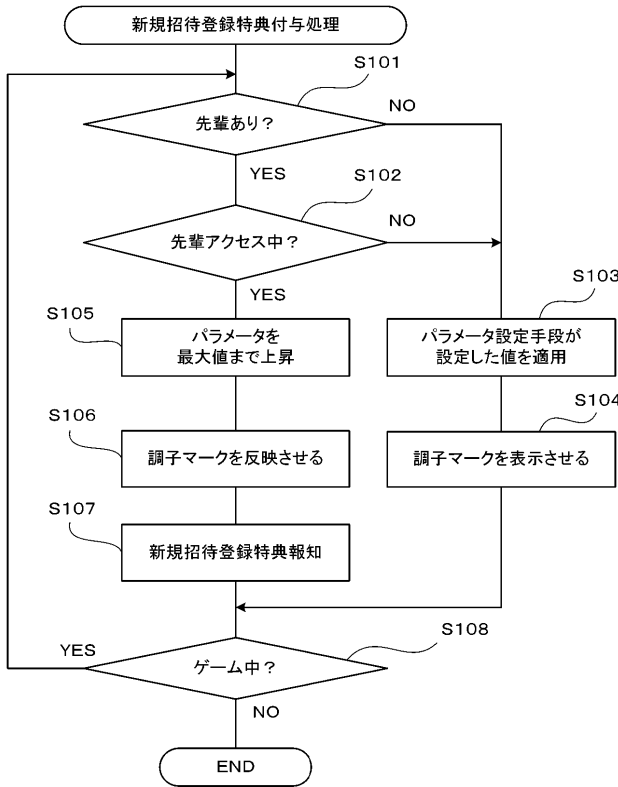 新規招待登録特典付与処理
S101
先輩あり？
NO
YES
S102
先輩アクセス中？
NO
YES
S103
S105
パラメータを
最大値まで上昇
パラメータ設定手段が
設定した値を適用
S104
S106
調子マークを反映させる
調子マークを表示させる
S107
新規招待登録特典報知
S108
YES
ゲーム中？
NO
END